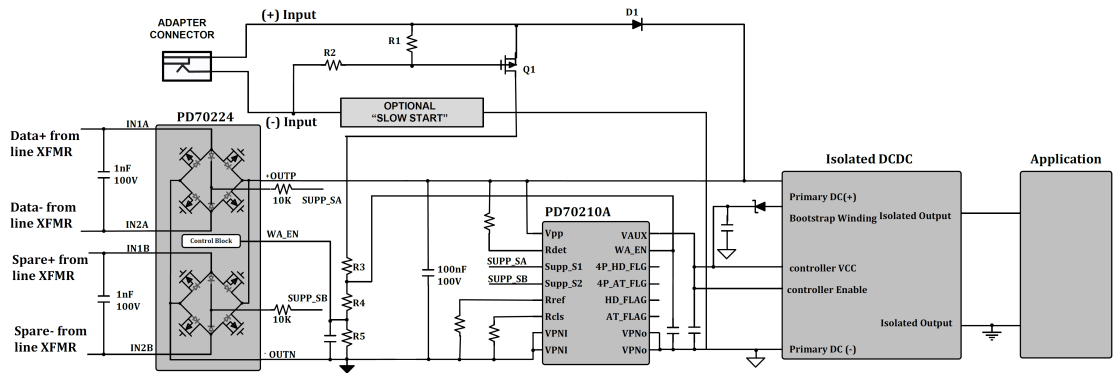 ADAPTER
CONNECTOR
(+) Input
D1
R1
R2
Q1
OPTIONAL
"SLOW START"
(-) Input
PD70224
Data+ from
line XFMR
IN1A
1nF
100V
Data- from
line XFMR
IN2A
+OUTP
10K
SUPP_SA
Control Block
WA_EN
Spare+ from
line XFMR
IN1B
1nF
100V
SUPP_SB
10K
Spare- from
line XFMR
IN2B
- OUTN
R3
R4
R5
100nF
100V
SUPP_SA
SUPP_SB
PD70210A
Vpp
Rdet
Supp_S1
Supp_S2
Rref
Rcls
VPNI
VPNI
VAUX
WA_EN
4P_HD_FLG
4P_AT_FLG
HD_FLAG
AT_FLAG
VPNo
VPNo
Isolated DCDC
Primary DC(+)
Bootstrap Winding
Isolated Output
controller VCC
controller Enable
Isolated Output
Primary DC (-)
Application